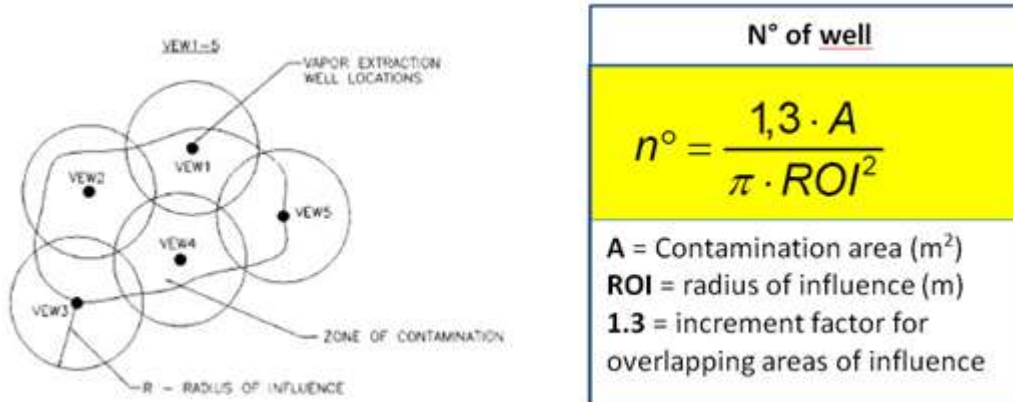 VEW1-5
VAPOR EXTRACTION
WELL LOCATIONS
VEW1
VEW2
VEW5
VEW4
VEW3
ZONE OF CONTAMINATION
R - RADIUS OF INFLUENCE
N° of well
n° = 1,3 · A / π · ROI²
A = Contamination area (m²)
ROI = radius of influence (m)
1.3 = increment factor for
overlapping areas of influence